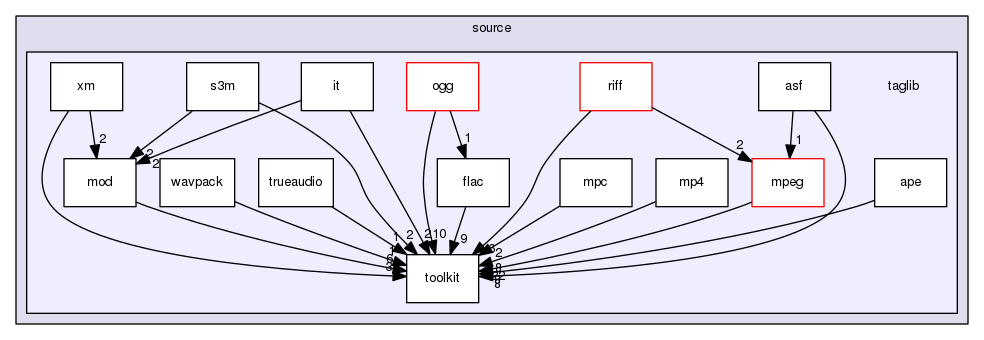 source
xm
s3m
it
ogg
riff
asf
taglib
2
2
2
1
2
1
mod
wavpack
trueaudio
flac
mpc
mp4
mpeg
ape
1
2
2
10
9
2
toolkit